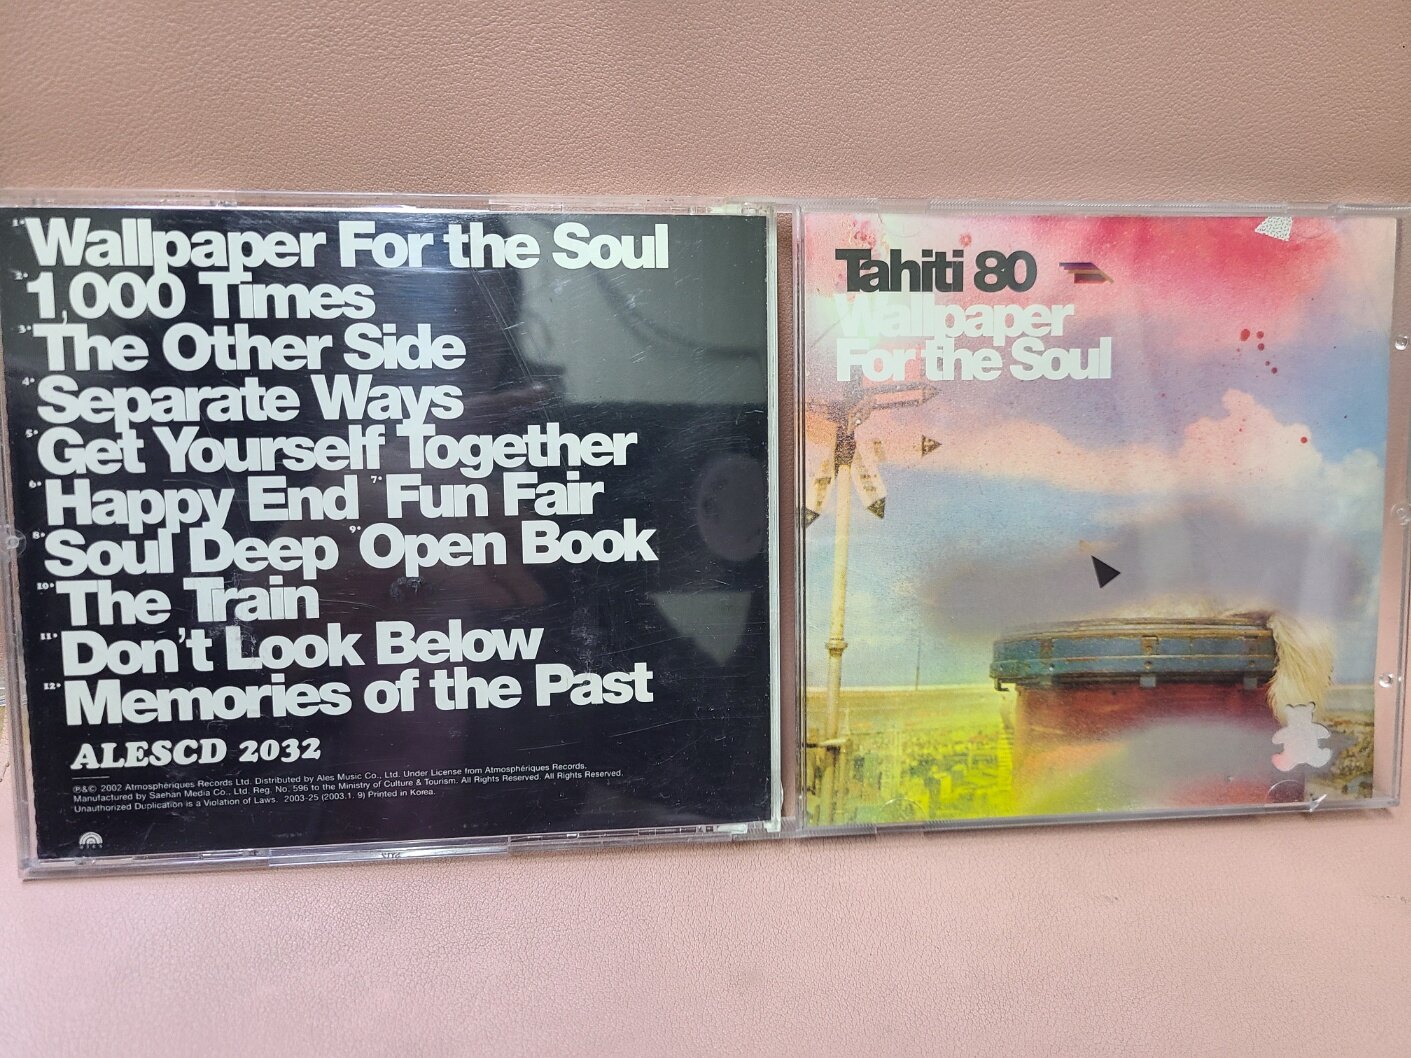 1• Wallpaper For the Soul
2• 1,000 Times
3• The Other Side
4• Separate Ways
5• Get Yourself Together
6• Happy End 7• Fun Fair
8• Soul Deep 9• Open Book
10• The Train
11• Don't Look Below
12• Memories of the Past
ALESCD 2032
℗&© 2002 Atmosphériques Records Ltd. Distributed by Ales Music Co., Ltd. Under License from Atmosphériques Records.
Manufactured by Saehan Media Co., Ltd. Reg. No. 596 to the Ministry of Culture & Tourism. All Rights Reserved. All Rights Reserved.
Unauthorized Duplication is a Violation of Laws. 2003-25 (2003.1. 9) Printed in Korea.
Tahiti 80
Wallpaper
For the Soul